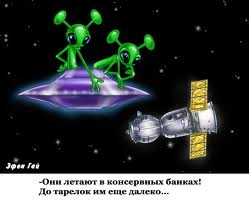 Эфен Гай
-Они летают в консервных банках!
До тарелок им еще далеко...